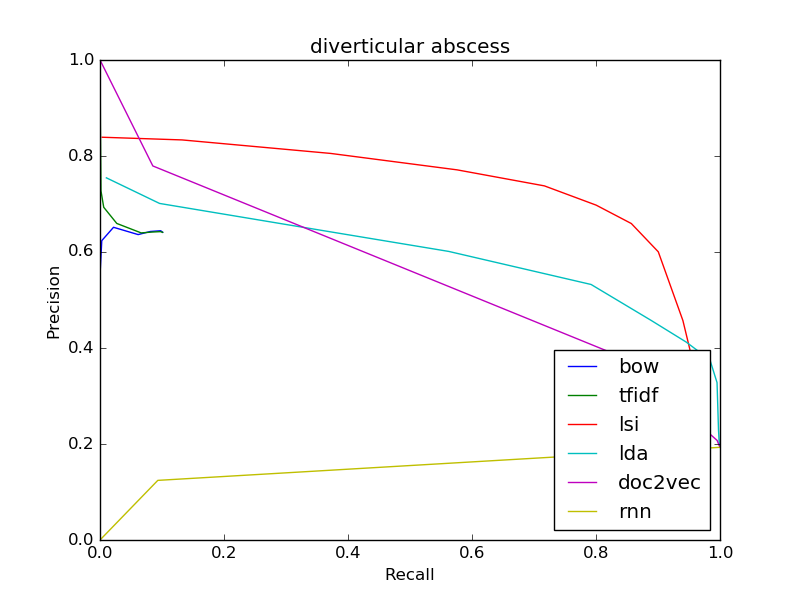 diverticular abscess
1.0
0.8
0.6
0.4
0.2
0.0
Precision
0.0 0.2 0.4 0.6 0.8 1.0
Recall
bow
tfidf
lsi
lda
doc2vec
rnn